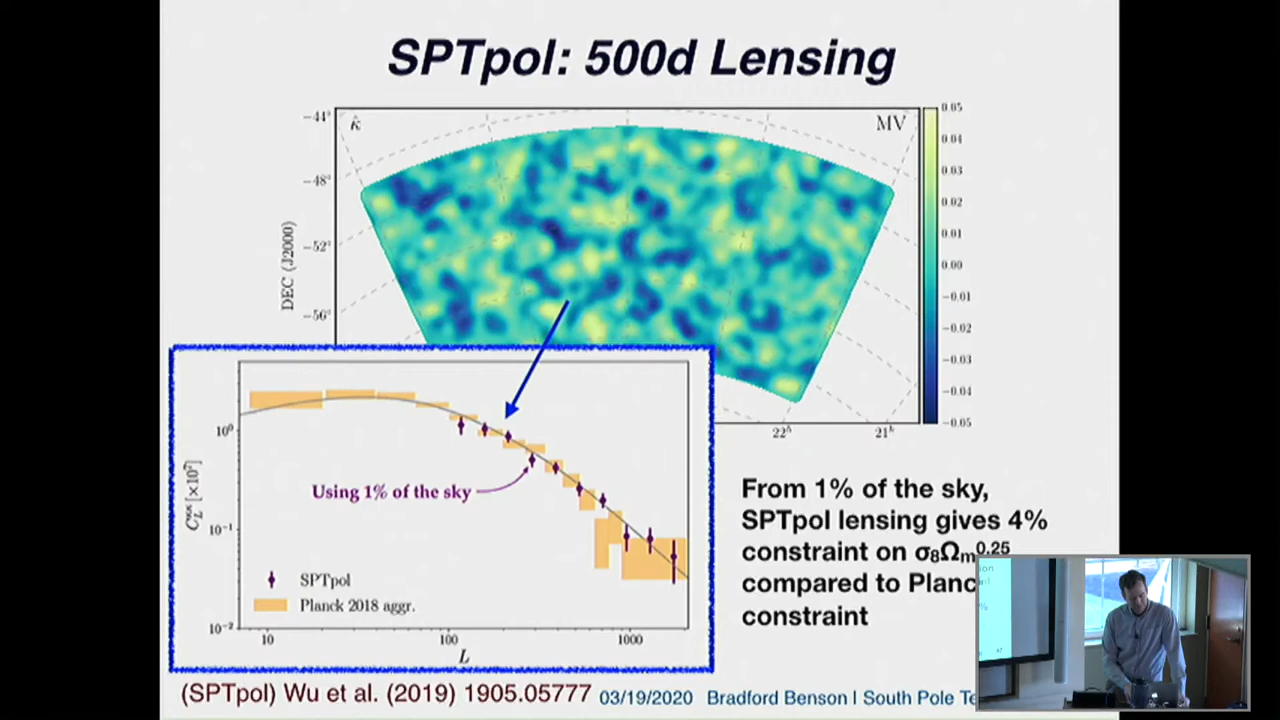 SPTpol: 500d Lensing
κ̂
MV
−44°
−48°
−52°
−56°
DEC (J2000)
22ʰ
21ʰ
0.05
0.04
0.03
0.02
0.01
0.00
−0.01
−0.02
−0.03
−0.04
−0.05
10⁰
10⁻¹
10⁻²
Using 1% of the sky
SPTpol
Planck 2018 aggr.
10
100
1000
L
From 1% of the sky,
SPTpol lensing gives 4%
constraint on σ₈Ωₘ⁰·²⁵
compared to Planc
constraint
(SPTpol) Wu et al. (2019) 1905.05777
03/19/2020 Bradford Benson | South Pole Te